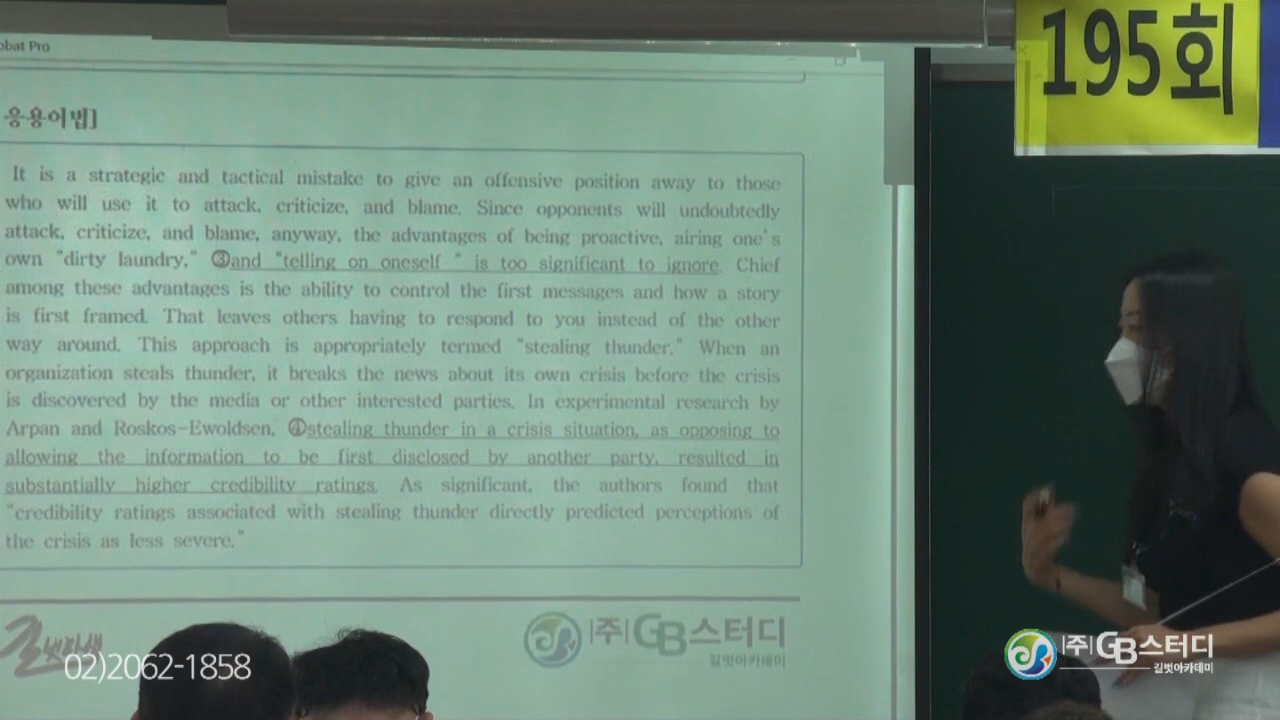 obat Pro
195회
응용어법]
It is a strategic and tactical mistake to give an offensive position away to those
who will use it to attack, criticize, and blame. Since opponents will undoubtedly
attack, criticize, and blame, anyway, the advantages of being proactive, airing one's
own "dirty laundry," ③and "telling on oneself " is too significant to ignore. Chief
among these advantages is the ability to control the first messages and how a story
is first framed. That leaves others having to respond to you instead of the other
way around. This approach is appropriately termed "stealing thunder." When an
organization steals thunder, it breaks the news about its own crisis before the crisis
is discovered by the media or other interested parties. In experimental research by
Arpan and Roskos-Ewoldsen, ④stealing thunder in a crisis situation, as opposing to
allowing the information to be first disclosed by another party, resulted in
substantially higher credibility ratings. As significant, the authors found that
"credibility ratings associated with stealing thunder directly predicted perceptions of
the crisis as less severe."
(주)GB스터디
길벗아카데미
02)2062-1858
(주)GB스터디
길벗아카데미